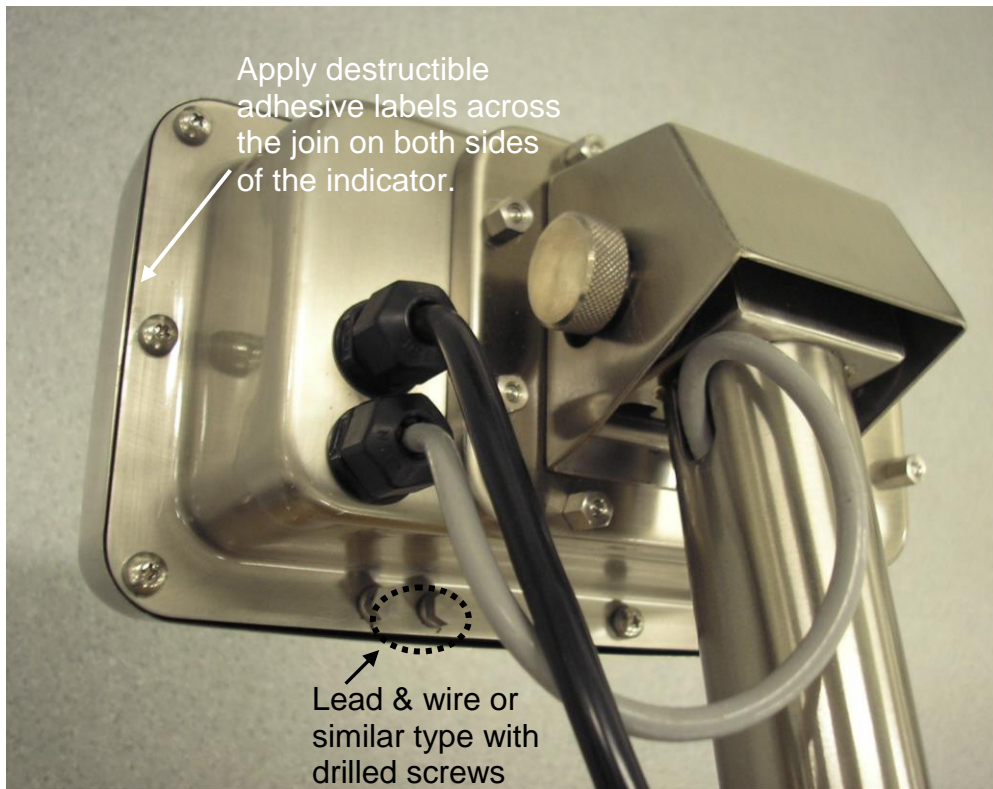 Apply destructible
adhesive labels across
the join on both sides
of the indicator.
Lead & wire or
similar type with
drilled screws